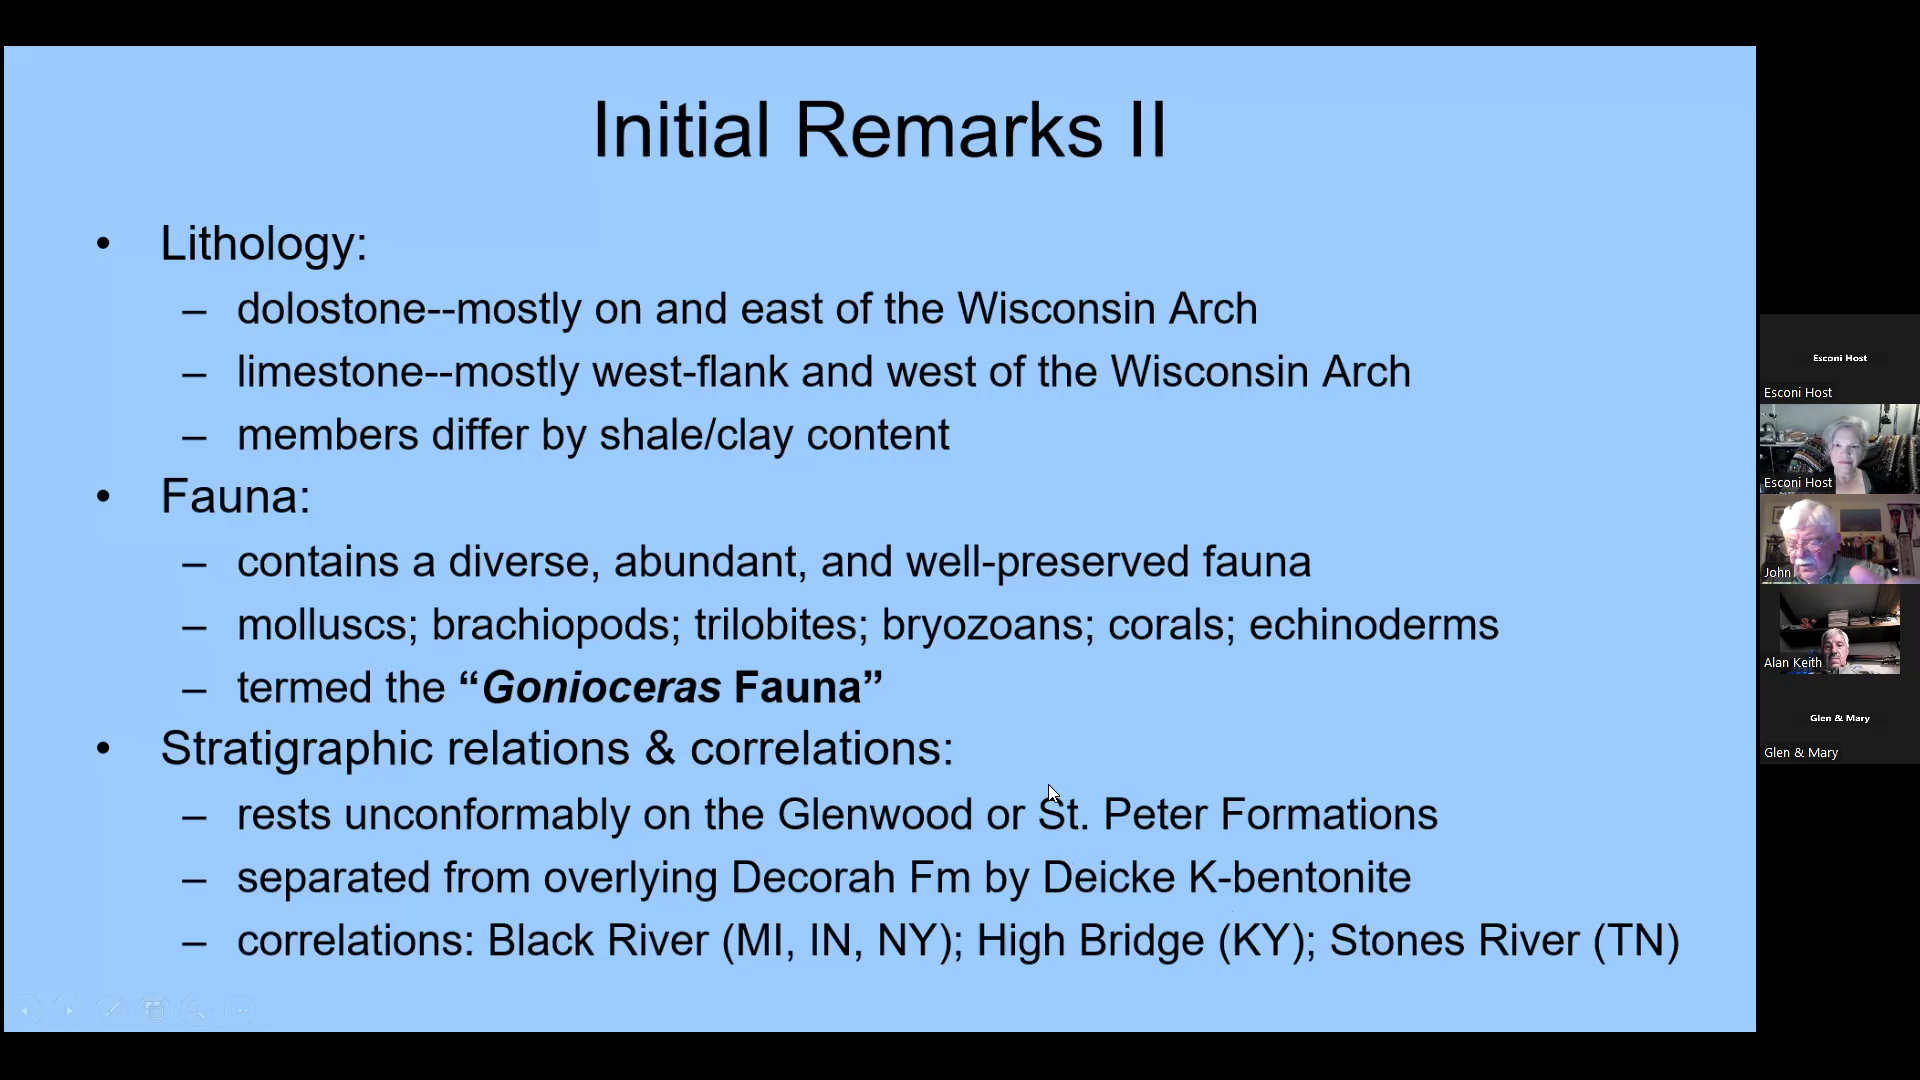 Initial Remarks II
• Lithology:
– dolostone--mostly on and east of the Wisconsin Arch
– limestone--mostly west-flank and west of the Wisconsin Arch
– members differ by shale/clay content
• Fauna:
– contains a diverse, abundant, and well-preserved fauna
– molluscs; brachiopods; trilobites; bryozoans; corals; echinoderms
– termed the “Gonioceras Fauna”
• Stratigraphic relations & correlations:
– rests unconformably on the Glenwood or St. Peter Formations
– separated from overlying Decorah Fm by Deicke K-bentonite
– correlations: Black River (MI, IN, NY); High Bridge (KY); Stones River (TN)
Esconi Host
Esconi Host
Esconi Host
John
Alan Keith
Glen & Mary
Glen & Mary